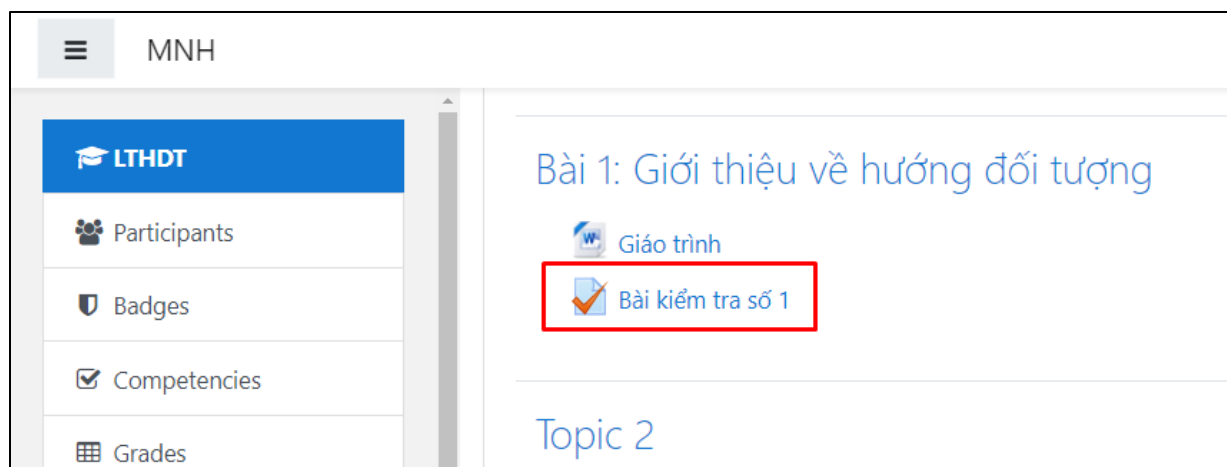 MNH
LTHDT
Participants
Badges
Competencies
Grades
Bài 1: Giới thiệu về hướng đối tượng
Giáo trình
Bài kiểm tra số 1
Topic 2